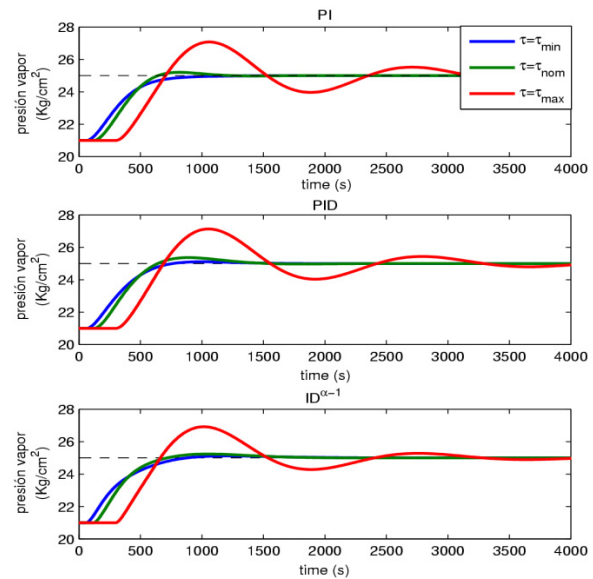 PI
28
26
24
22
20
presión vapor
(Kg/cm²)
τ=τmin
τ=τnom
τ=τmax
0 500 1000 1500 2000 2500 3000 3500 4000
time (s)
PID
28
26
24
22
20
presión vapor
(Kg/cm²)
0 500 1000 1500 2000 2500 3000 3500 4000
time (s)
IDα−1
28
26
24
22
20
presión vapor
(Kg/cm²)
0 500 1000 1500 2000 2500 3000 3500 4000
time (s)